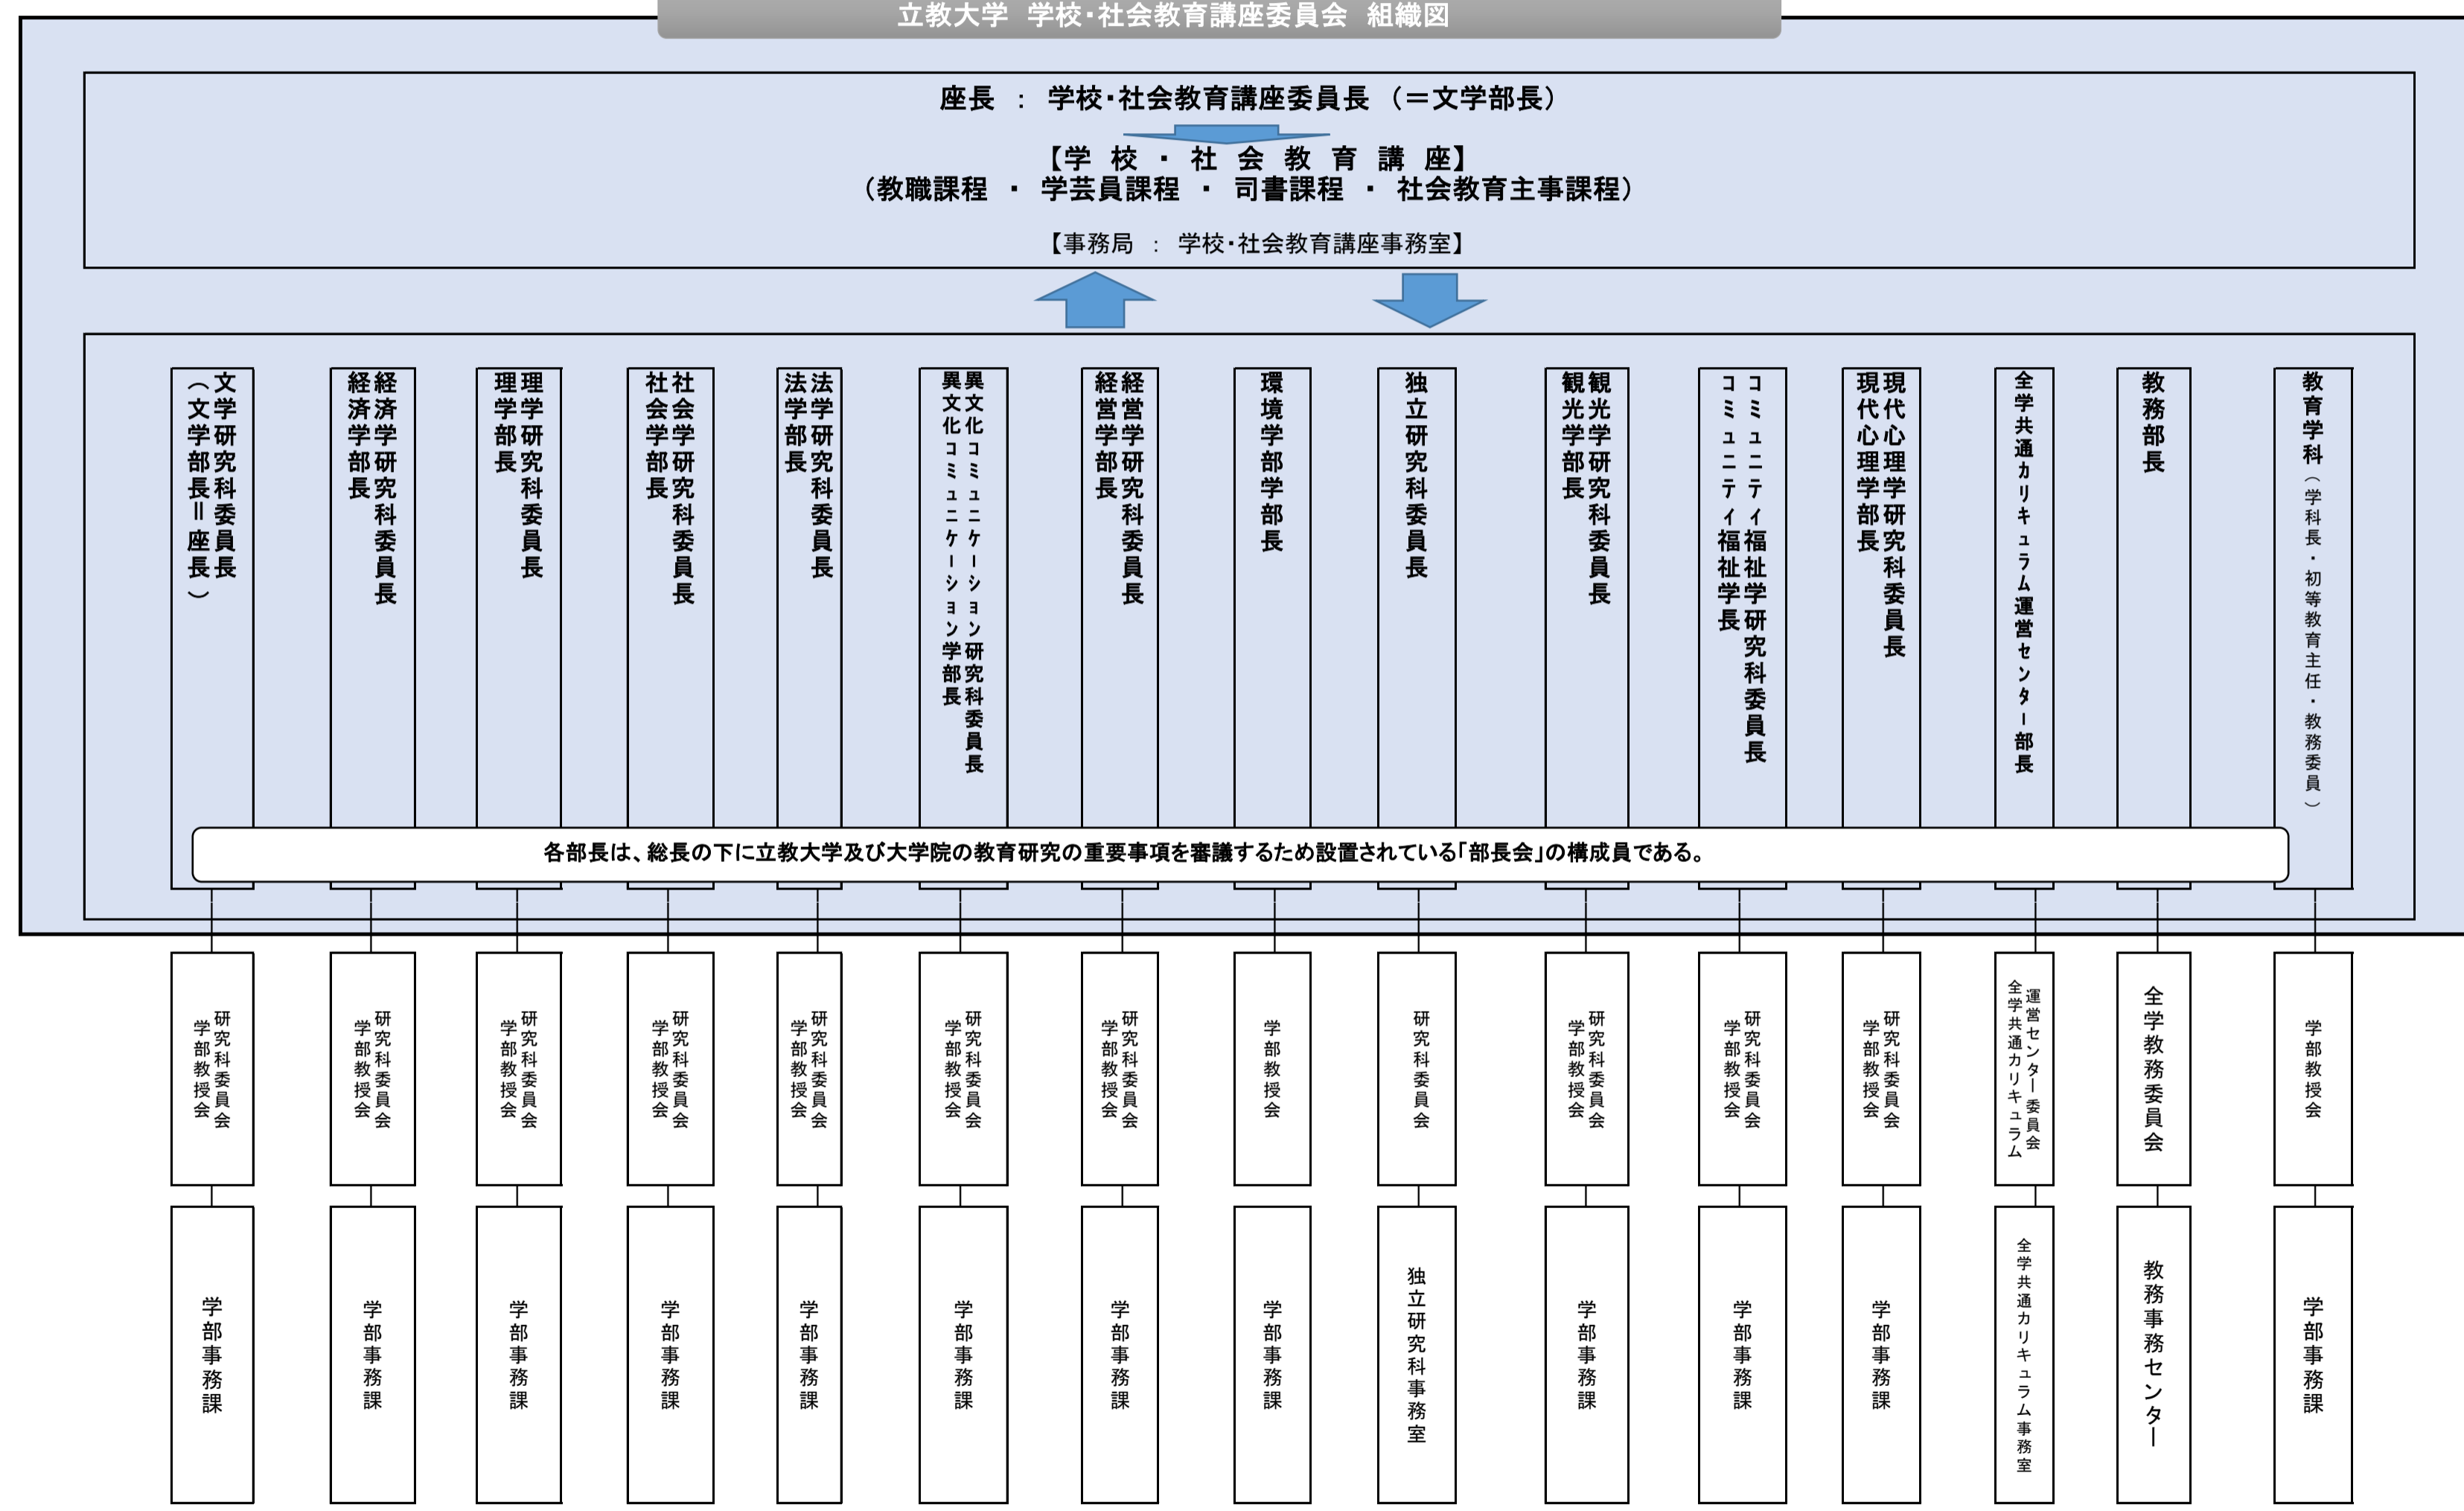 立教大学　学校・社会教育講座委員会　組織図
座長　：　学校・社会教育講座委員長（＝文学部長）
【学　校　・　社　会　教　育　講　座】
（教職課程　・　学芸員課程　・　司書課程　・　社会教育主事課程）
【事務局　：　学校・社会教育講座事務室】
文学研究科委員長
（文学部長＝座長）
経済学研究科委員長
経済学部長
理学研究科委員長
理学部長
社会学研究科委員長
社会学部長
法学研究科委員長
法学部長
異文化コミュニケーション研究科委員長
異文化コミュニケーション学部長
経営学研究科委員長
経営学部長
環境学部学部長
独立研究科委員長
観光学研究科委員長
観光学部長
コミュニティ福祉学研究科委員長
コミュニティ福祉学長
現代心理学研究科委員長
現代心理学部長
全学共通カリキュラム運営センター部長
教務部長
教育学科（学科長・初等教育主任・教務委員）
各部長は、総長の下に立教大学及び大学院の教育研究の重要事項を審議するため設置されている「部長会」の構成員である。
研究科委員会
学部教授会
研究科委員会
学部教授会
研究科委員会
学部教授会
研究科委員会
学部教授会
研究科委員会
学部教授会
研究科委員会
学部教授会
研究科委員会
学部教授会
学部教授会
研究科委員会
研究科委員会
学部教授会
研究科委員会
学部教授会
研究科委員会
学部教授会
全学共通カリキュラム
運営センター委員会
全学教務委員会
学部教授会
学部事務課
学部事務課
学部事務課
学部事務課
学部事務課
学部事務課
学部事務課
学部事務課
独立研究科事務室
学部事務課
学部事務課
学部事務課
全学共通カリキュラム事務室
教務事務センター
学部事務課